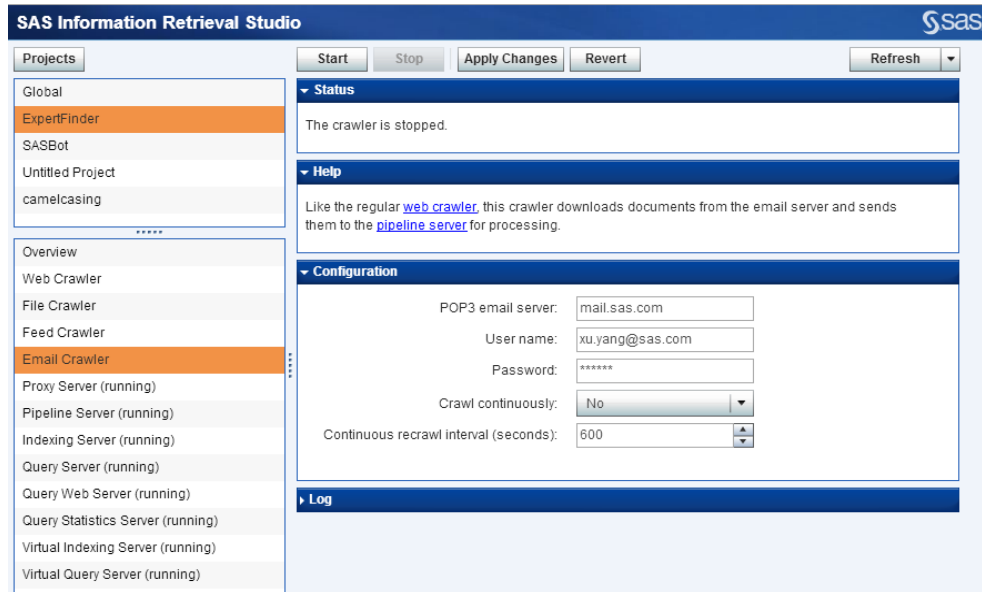 SAS Information Retrieval Studio
sas
Projects
Start
Stop
Apply Changes
Revert
Refresh
Global
ExpertFinder
SASBot
Untitled Project
camelcasing
Overview
Web Crawler
File Crawler
Feed Crawler
Email Crawler
Proxy Server (running)
Pipeline Server (running)
Indexing Server (running)
Query Server (running)
Query Web Server (running)
Query Statistics Server (running)
Virtual Indexing Server (running)
Virtual Query Server (running)
Status
The crawler is stopped.
Help
Like the regular web crawler, this crawler downloads documents from the email server and sends
them to the pipeline server for processing.
Configuration
POP3 email server: mail.sas.com
User name: xu.yang@sas.com
Password: ******
Crawl continuously: No
Continuous recrawl interval (seconds): 600
Log